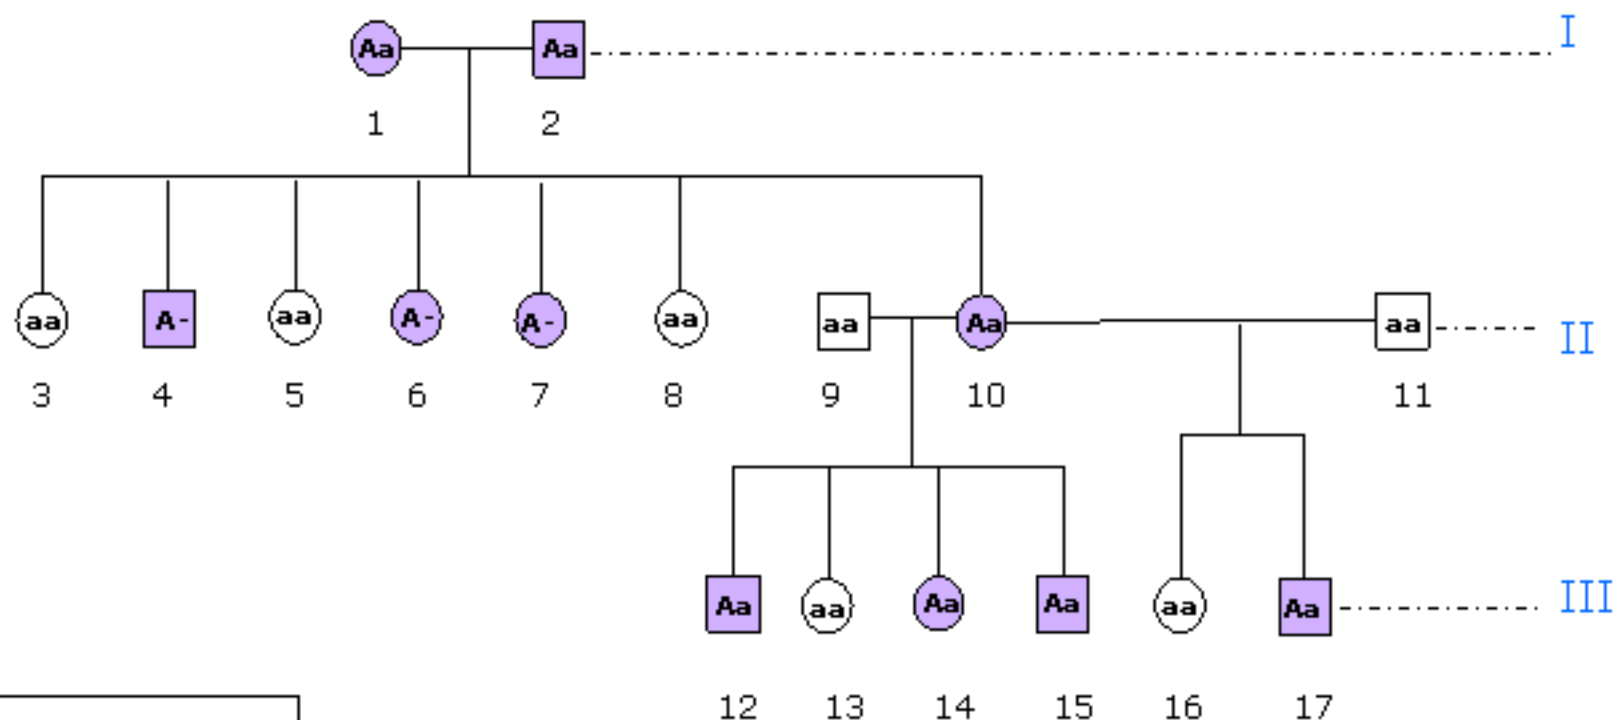 Aa Aa I
1 2
aa A- aa A- A- aa aa Aa aa II
3 4 5 6 7 8 9 10 11
Aa aa Aa Aa aa Aa III
12 13 14 15 16 17